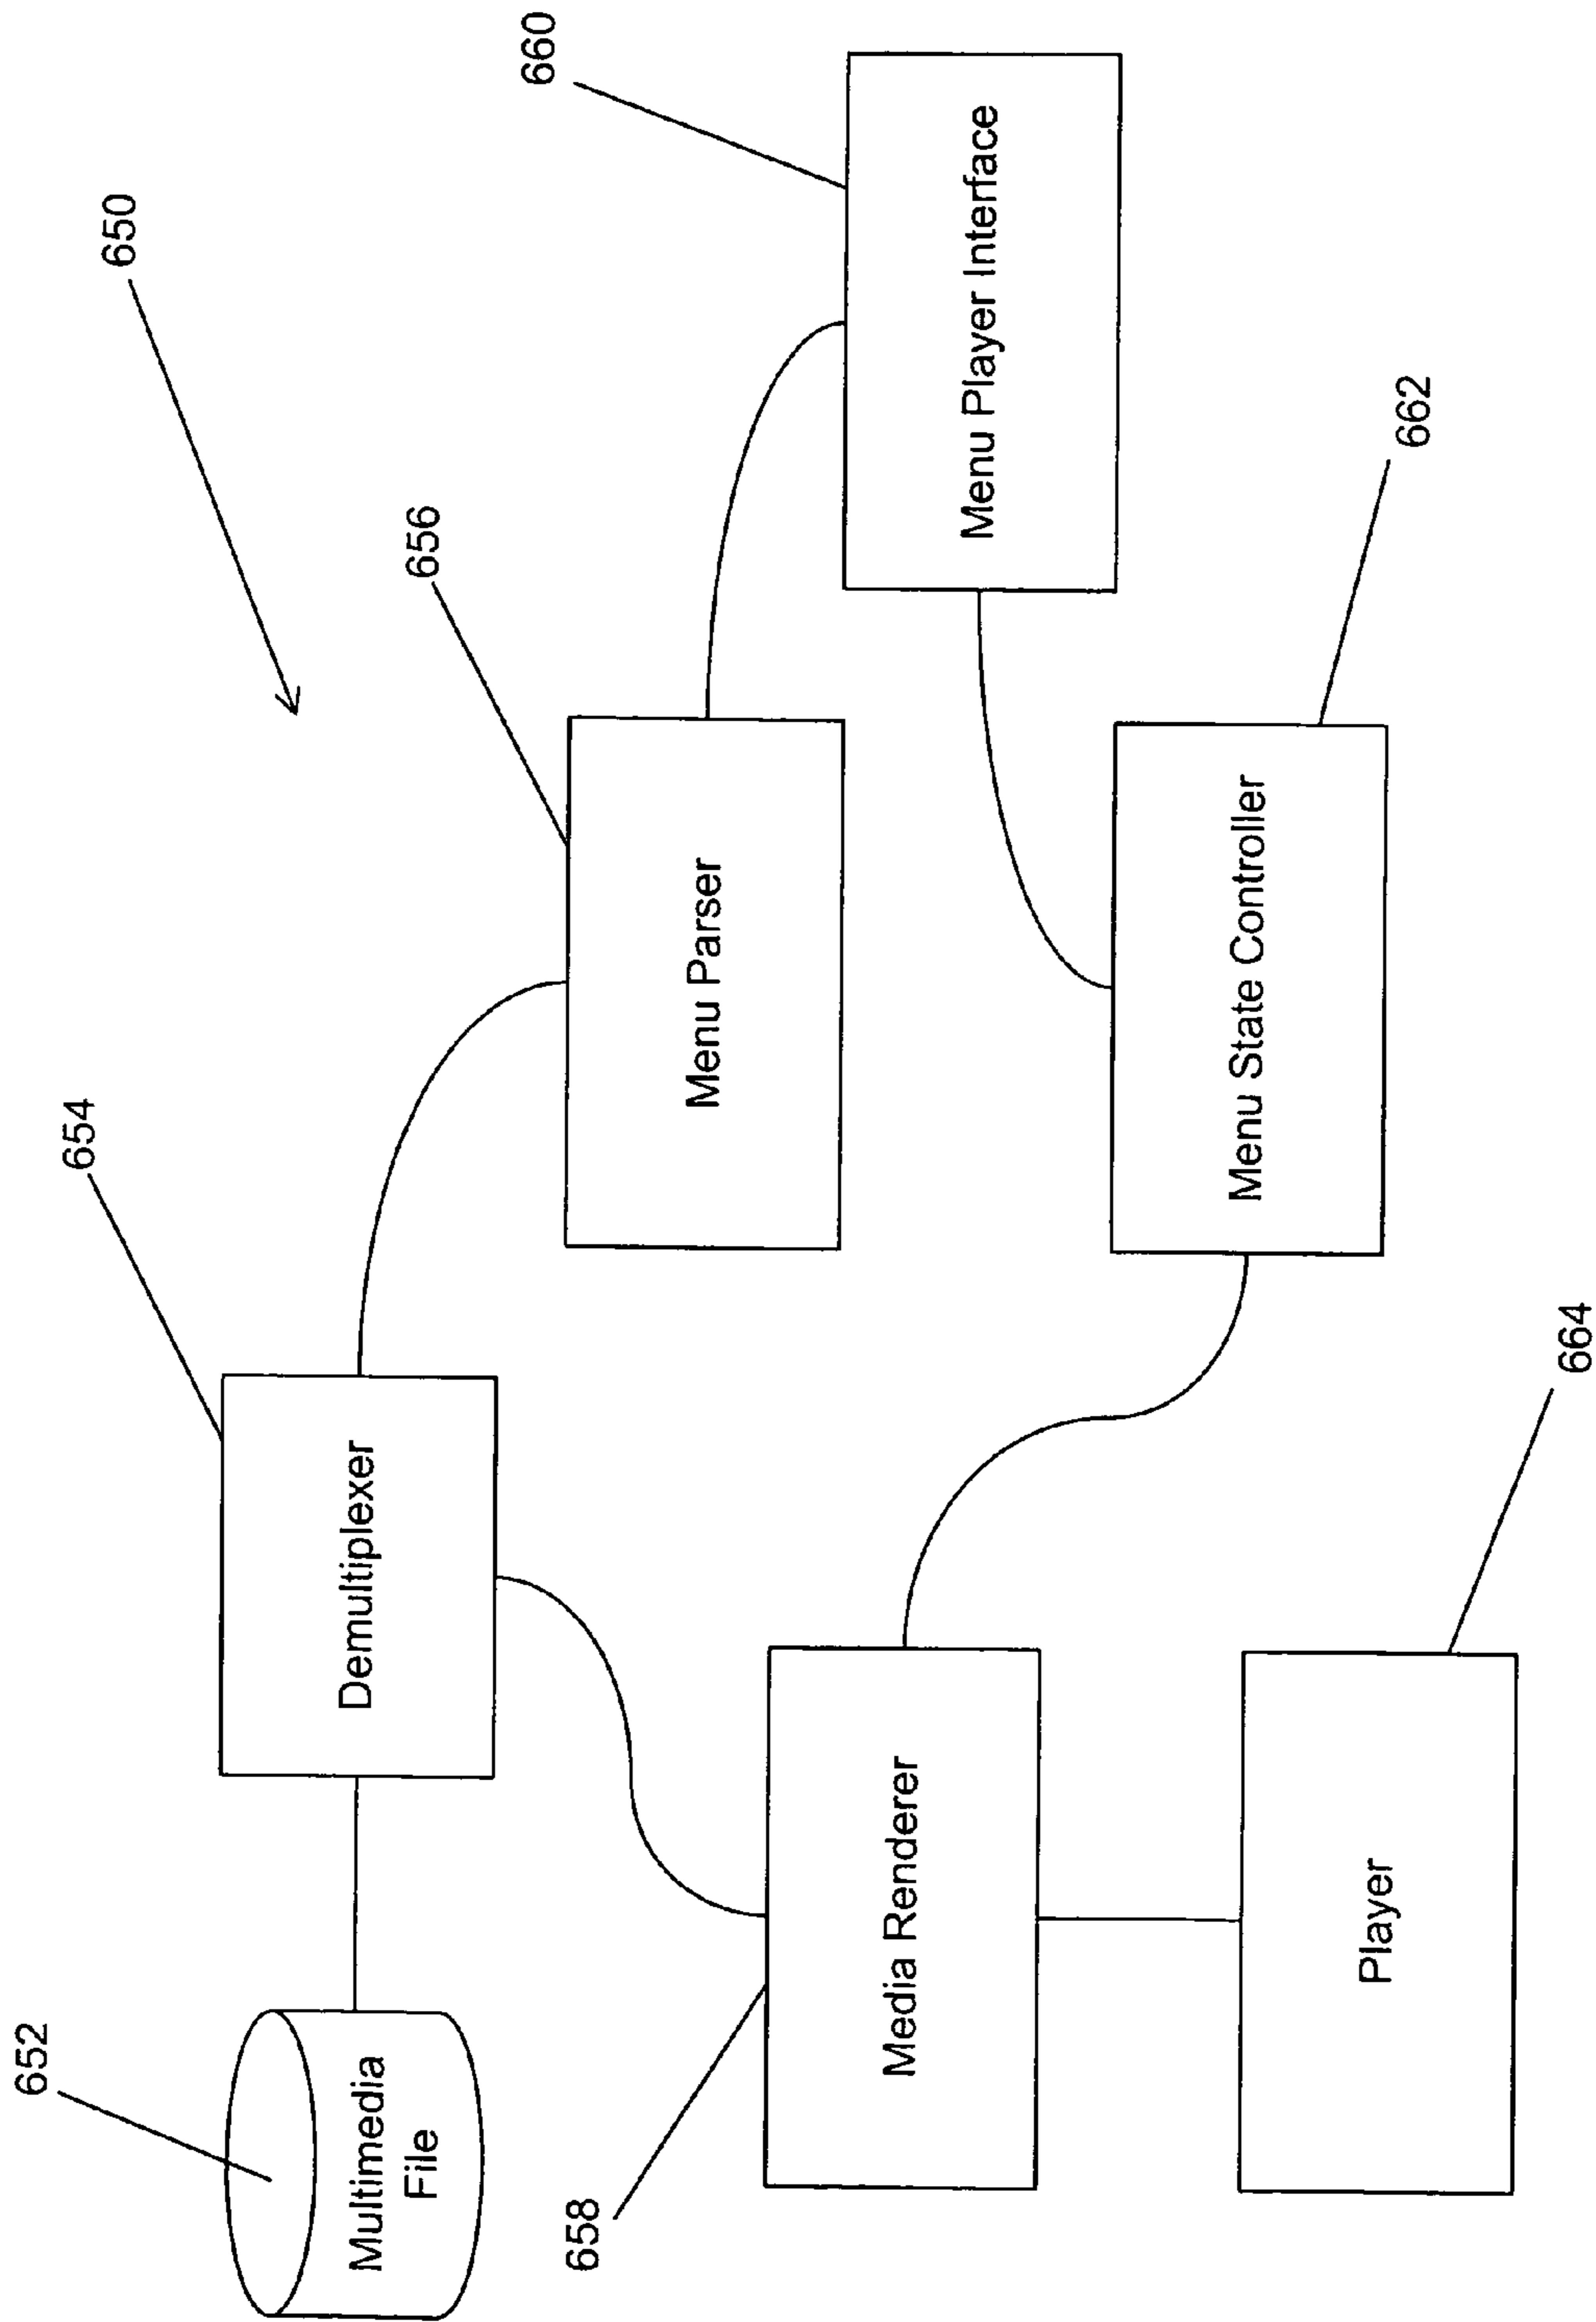 650
652
Multimedia
File
654
Demultiplexer
656
Menu Parser
660
Menu Player Interface
658
Media Renderer
662
Menu State Controller
664
Player